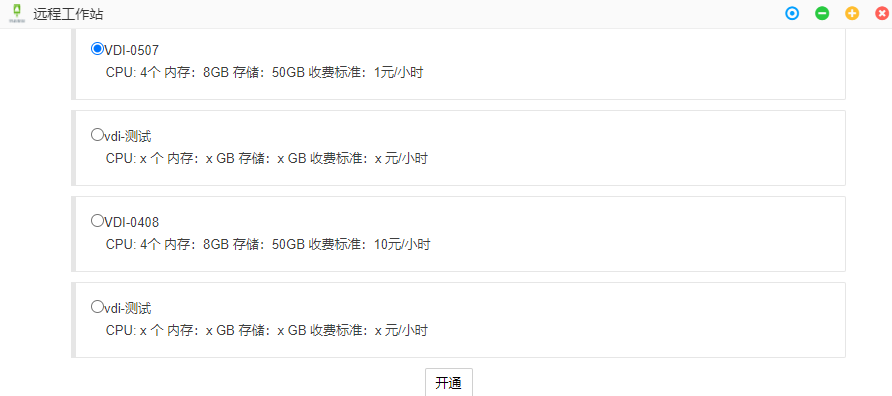 远程工作站
VDI-0507
CPU: 4个 内存：8GB 存储：50GB 收费标准：1元/小时
vdi-测试
CPU: x 个 内存：x GB 存储：x GB 收费标准：x 元/小时
VDI-0408
CPU: 4个 内存：8GB 存储：50GB 收费标准：10元/小时
vdi-测试
CPU: x 个 内存：x GB 存储：x GB 收费标准：x 元/小时
开通